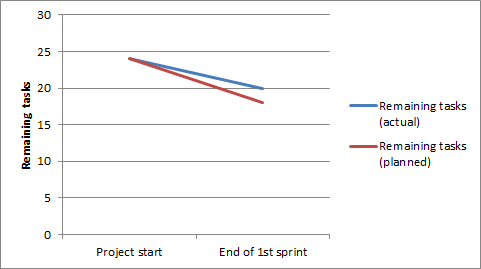 30
25
20
15
10
5
0
Remaining tasks
Project start
End of 1st sprint
Remaining tasks
(actual)
Remaining tasks
(planned)